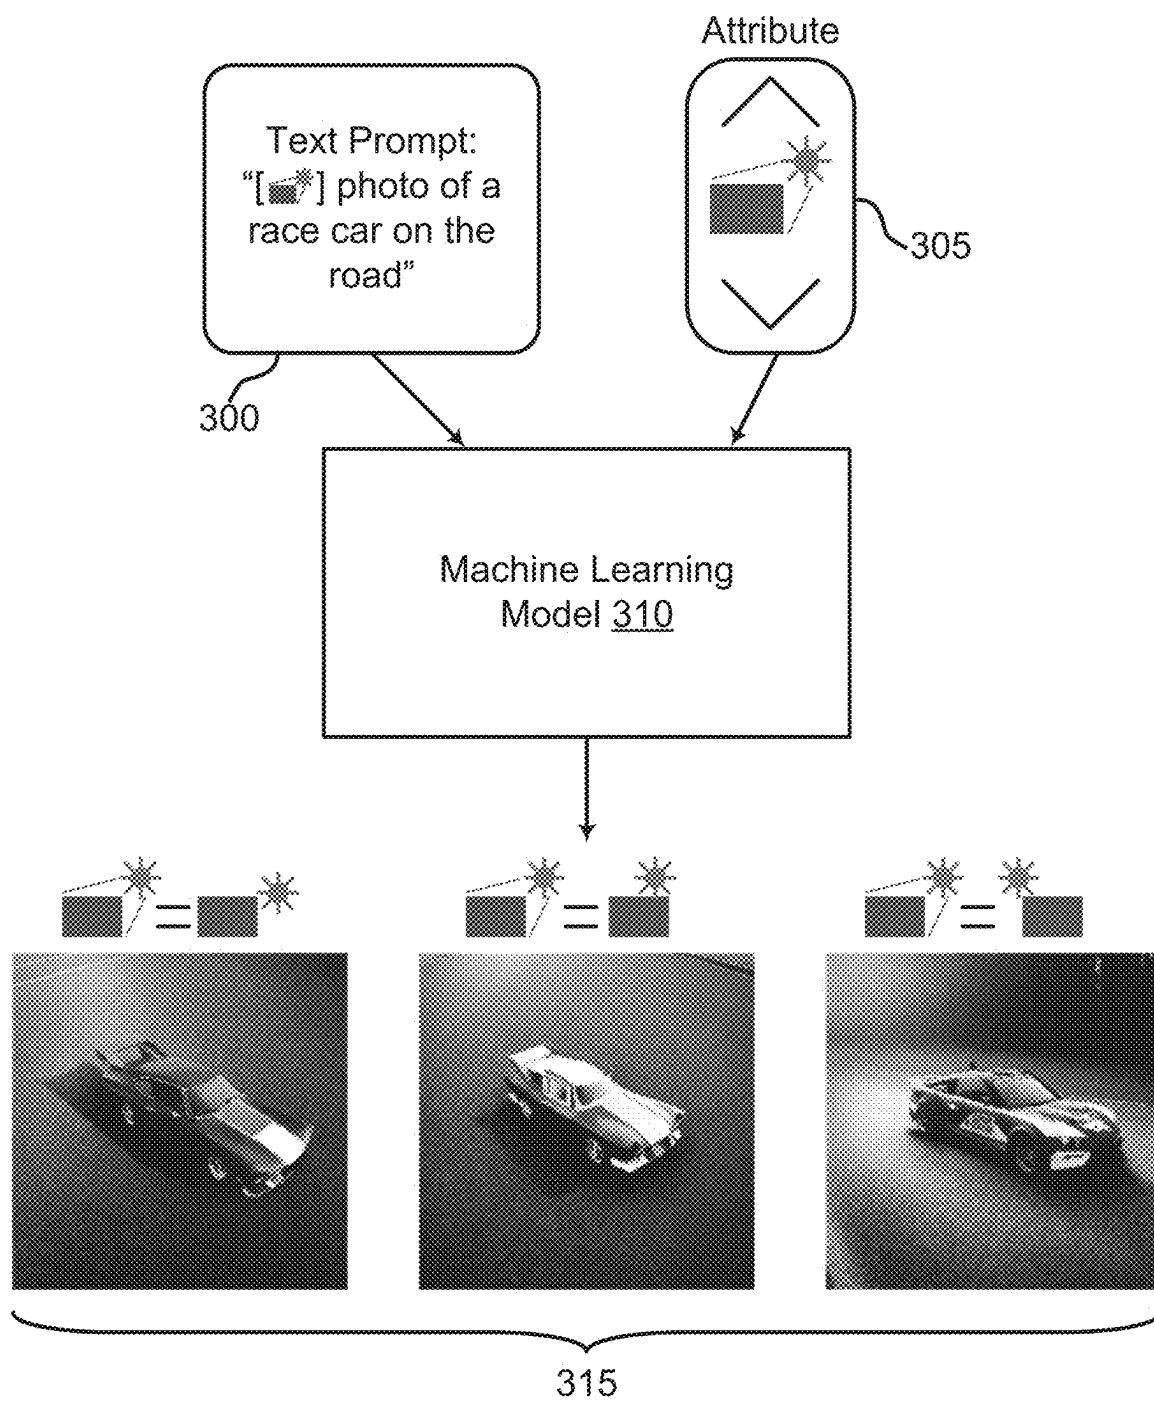 Attribute
Text Prompt:
“[ ] photo of a
race car on the
road”
305
300
Machine Learning
Model 310
315